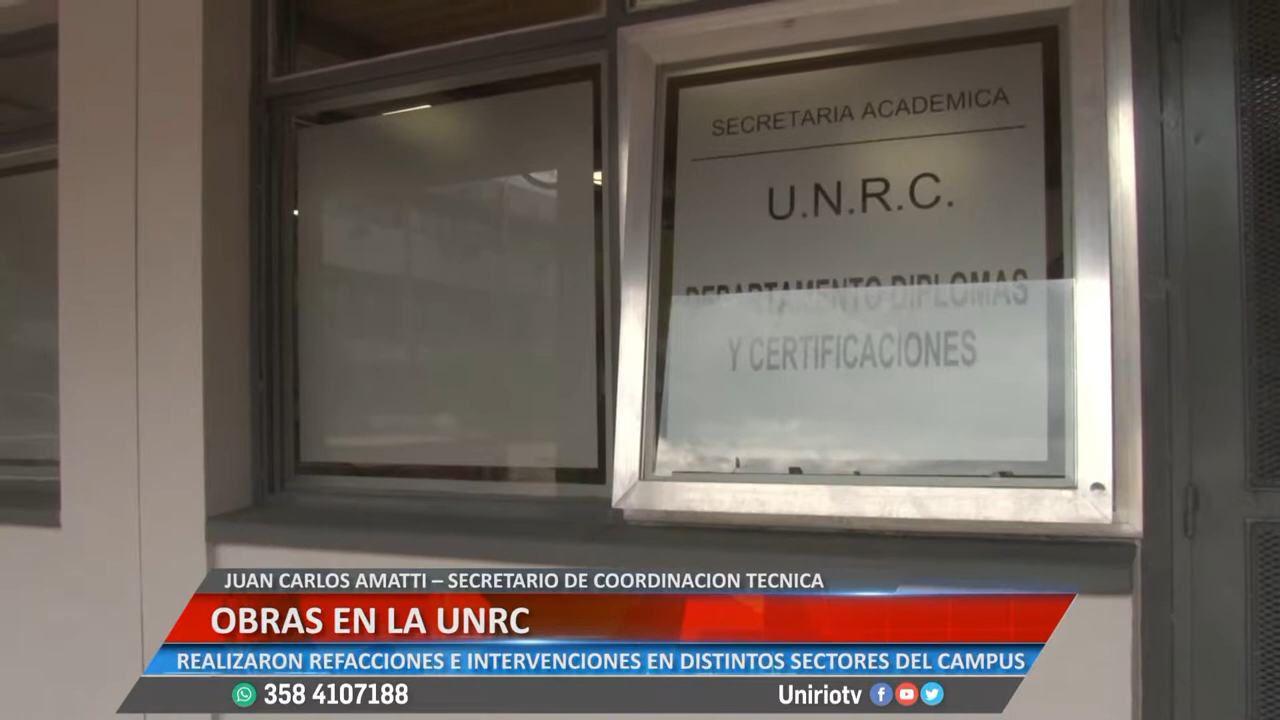 SECRETARIA ACADEMICA
U.N.R.C.
DEPARTAMENTO DIPLOMAS
Y CERTIFICACIONES
JUAN CARLOS AMATTI – SECRETARIO DE COORDINACION TECNICA
OBRAS EN LA UNRC
REALIZARON REFACCIONES E INTERVENCIONES EN DISTINTOS SECTORES DEL CAMPUS
358 4107188
Uniriotv